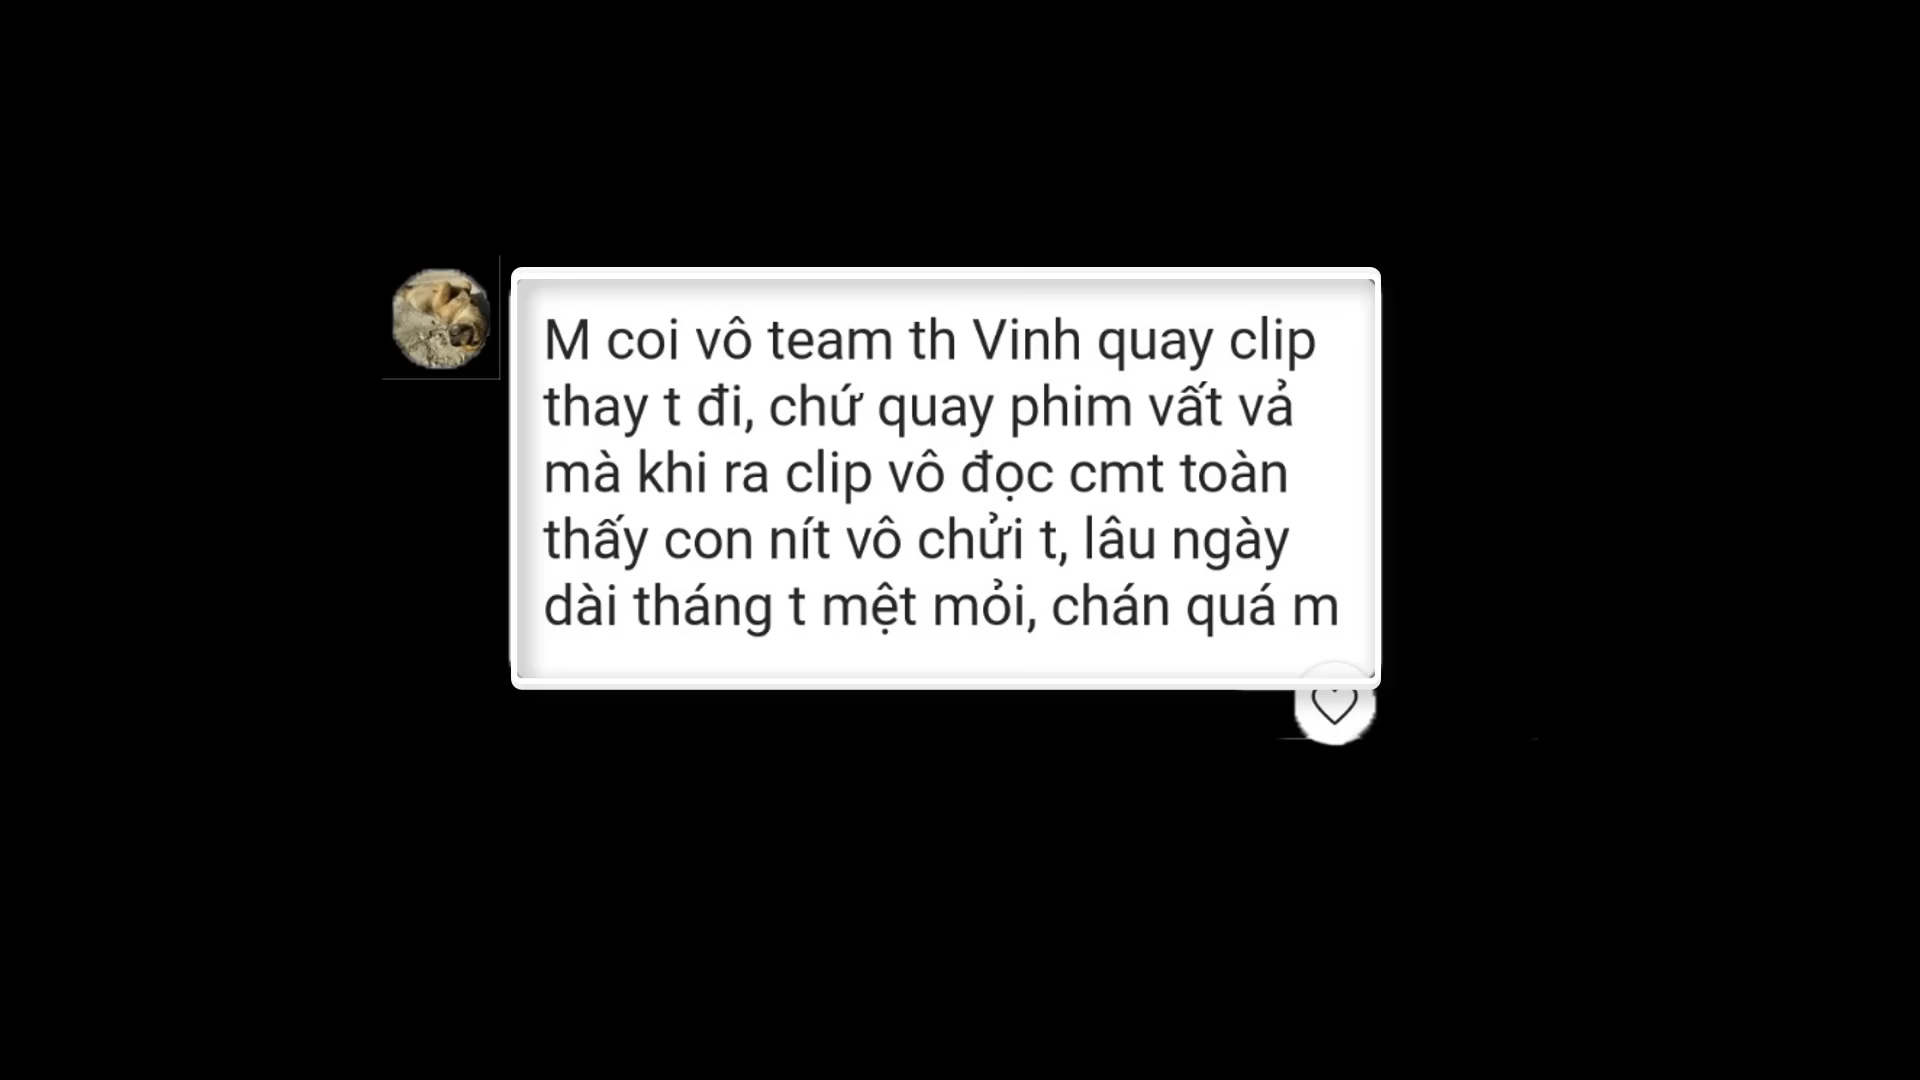 M coi vô team th Vinh quay clip
thay t đi, chứ quay phim vất vả
mà khi ra clip vô đọc cmt toàn
thấy con nít vô chửi t, lâu ngày
dài tháng t mệt mỏi, chán quá m